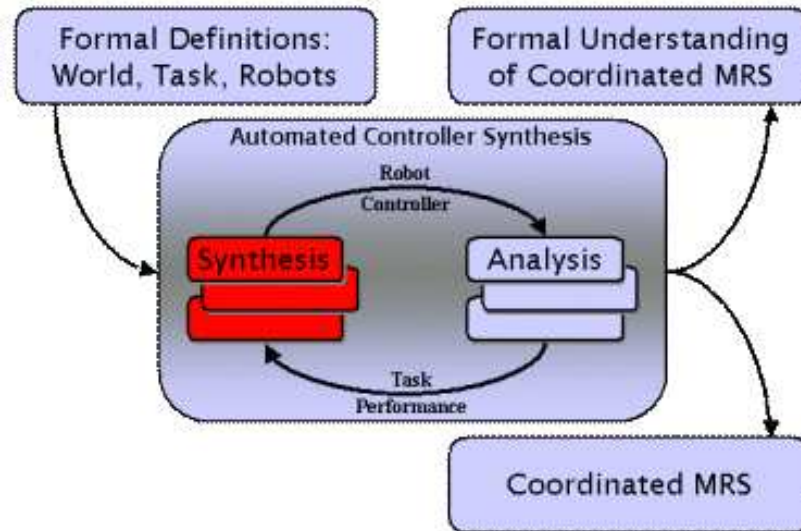 Formal Definitions:
World, Task, Robots
Formal Understanding
of Coordinated MRS
Automated Controller Synthesis
Robot
Controller
Synthesis
Analysis
Task
Performance
Coordinated MRS